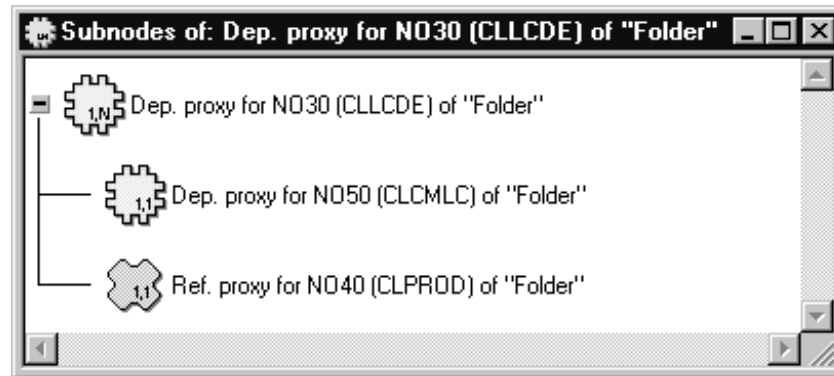 Subnodes of: Dep. proxy for NO30 (CLLCDE) of "Folder"
1,N Dep. proxy for NO30 (CLLCDE) of "Folder"
1,1 Dep. proxy for NO50 (CLCMLC) of "Folder"
1,1 Ref. proxy for NO40 (CLPROD) of "Folder"